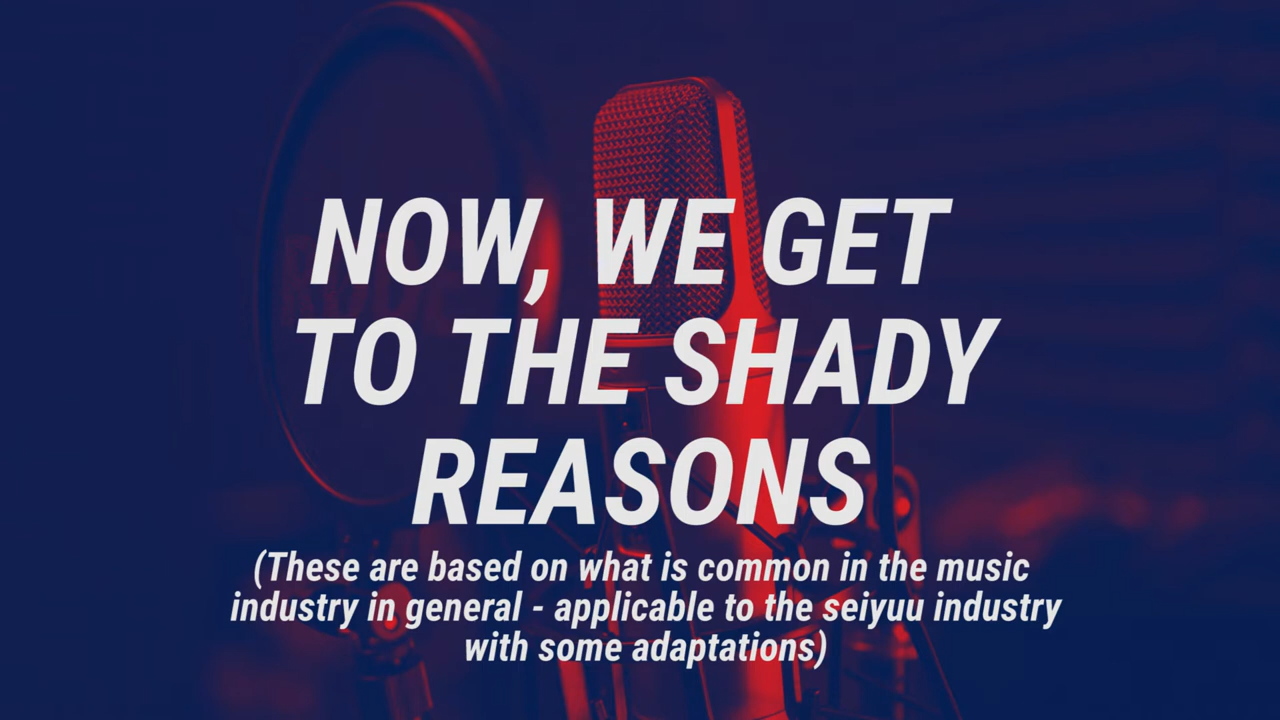 NOW, WE GET
TO THE SHADY
REASONS
(These are based on what is common in the music
industry in general - applicable to the seiyuu industry
with some adaptations)